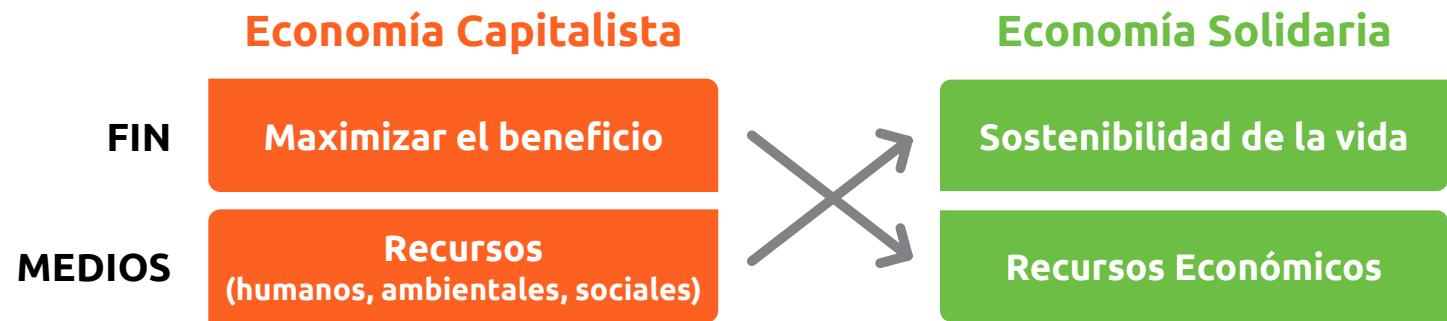 Economía Capitalista
Economía Solidaria
FIN
Maximizar el beneficio
Sostenibilidad de la vida
MEDIOS
Recursos
(humanos, ambientales, sociales)
Recursos Económicos